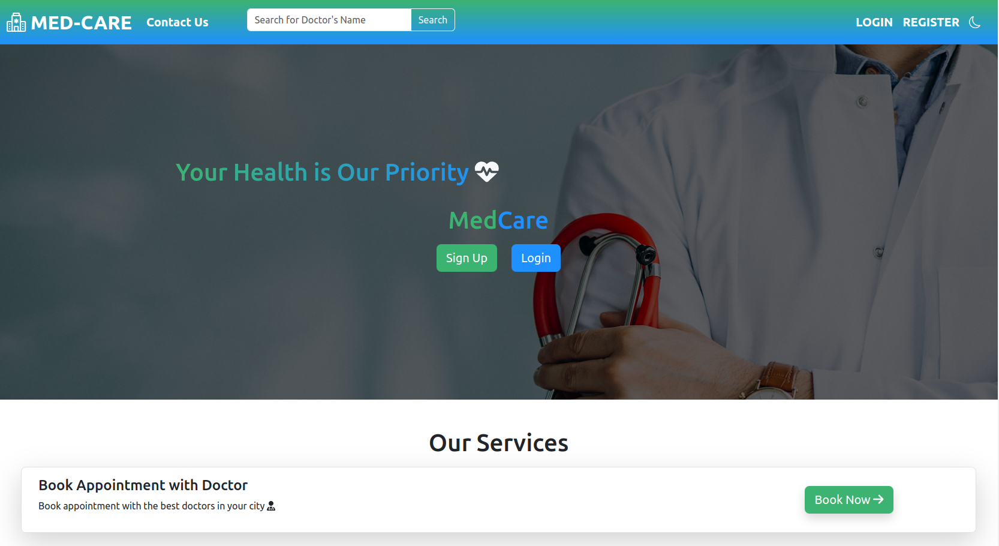 MED-CARE Contact Us Search for Doctor's Name Search LOGIN REGISTER
Your Health is Our Priority
MedCare
Sign Up Login
Our Services
Book Appointment with Doctor
Book appointment with the best doctors in your city
Book Now